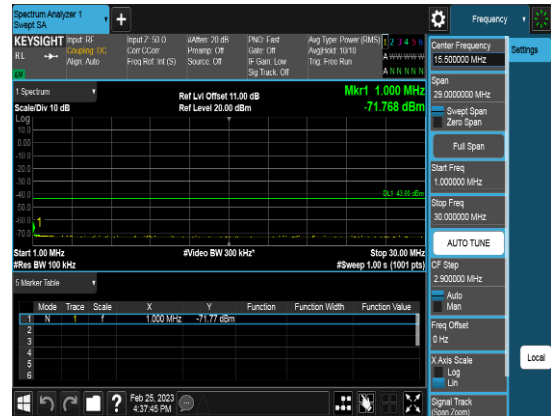 Spectrum Analyzer 1
Swept SA
Frequency
KEYSIGHT
RL
Input: RF
Coupling: DC
Align: Auto
Input Z: 50 Ω
Corr CCorr
Freq Ref: Int (S)
#Atten: 20 dB
Preamp: Off
Source: Off
PNO: Fast
Gate: Off
IF Gain: Low
Sig Track: Off
Avg Type: Power (RMS)
Avg|Hold: 10/10
Trig: Free Run
1 2 3 4 5 6
A W W W W W
A N N N N N
1 Spectrum
Scale/Div 10 dB
Ref Lvl Offset 11.00 dB
Ref Level 20.00 dBm
Mkr1 1.000 MHz
-71.768 dBm
Log
10.0
0.00
-10.0
-20.0
-30.0
-40.0
-50.0
-60.0
-70.0
DL1 -43.00 dBm
1
Start 1.00 MHz
#Res BW 100 kHz
#Video BW 300 kHz*
Stop 30.00 MHz
#Sweep 1.00 s (1001 pts)
5 Marker Table
Mode Trace Scale X Y Function Function Width Function Value
1 N 1 f 1.000 MHz -71.77 dBm
2
3
4
5
6
Feb 25, 2023
4:37:45 PM
Center Frequency
15.500000 MHz
Span
29.0000000 MHz
Swept Span
Zero Span
Full Span
Start Freq
1.000000 MHz
Stop Freq
30.000000 MHz
AUTO TUNE
CF Step
2.900000 MHz
Auto
Man
Freq Offset
0 Hz
X Axis Scale
Log
Lin
Signal Track
(Span Zoom)
Settings
Local